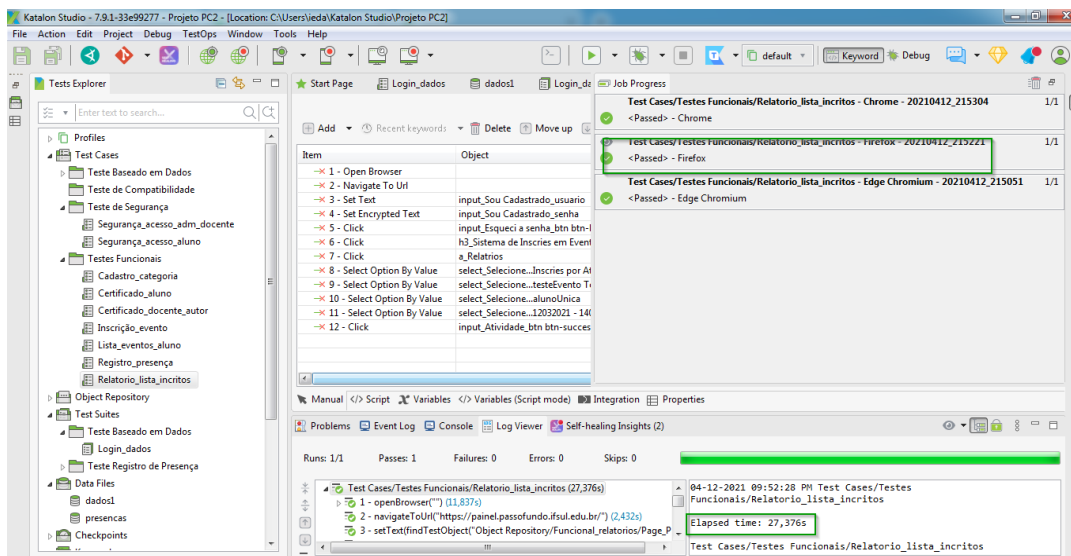 Katalon Studio - 7.9.1-33e99277 - Projeto PC2 - [Location: C:\Users\ieda\Katalon Studio\Projeto PC2]
File Action Edit Project Debug TestOps Window Tools Help
default Keyword Debug
Tests Explorer
Enter text to search...
Profiles
Test Cases
Teste Baseado em Dados
Teste de Compatibilidade
Teste de Segurança
Segurança_acesso_adm_docente
Segurança_acesso_aluno
Testes Funcionais
Cadastro_categoria
Certificado_aluno
Certificado_docente_autor
Inscrição_evento
Lista_eventos_aluno
Registro_presença
Relatorio_lista_incritos
Object Repository
Test Suites
Teste Baseado em Dados
Login_dados
Teste Registro de Presença
Data Files
dados1
presencas
Checkpoints
Start Page Login_dados dados1 Login_da
Add Recent keywords Delete Move up
Item Object
1 - Open Browser
2 - Navigate To Url
3 - Set Text input_Sou Cadastrado_usuario
4 - Set Encrypted Text input_Sou Cadastrado_senha
5 - Click input_Esqueci a senha_btn btn-l
6 - Click h3_Sistema de Inscries em Event
7 - Click a_Relatrios
8 - Select Option By Value select_Selecione...Inscries por At
9 - Select Option By Value select_Selecione...testeEvento Te
10 - Select Option By Value select_Selecione...alunoUnica
11 - Select Option By Value select_Selecione...12032021 - 140
12 - Click input_Atividade_btn btn-succes
Job Progress
Test Cases/Testes Funcionais/Relatorio_lista_incritos - Chrome - 20210412_215304 1/1
<Passed> - Chrome
Test Cases/Testes Funcionais/Relatorio_lista_incritos - Firefox - 20210412_215221 1/1
<Passed> - Firefox
Test Cases/Testes Funcionais/Relatorio_lista_incritos - Edge Chromium - 20210412_215051 1/1
<Passed> - Edge Chromium
Manual </> Script Variables </> Variables (Script mode) Integration Properties
Problems Event Log Console Log Viewer Self-healing Insights (2)
Runs: 1/1 Passes: 1 Failures: 0 Errors: 0 Skips: 0
Test Cases/Testes Funcionais/Relatorio_lista_incritos (27,376s)
1 - openBrowser("") (11,837s)
2 - navigateToUrl("https://painel.passofundo.ifsul.edu.br/") (2,432s)
3 - setText(findTestObject("Object Repository/Funcional_relatorios/Page_P
04-12-2021 09:52:28 PM Test Cases/Testes
Funcionais/Relatorio_lista_incritos
Elapsed time: 27,376s
Test Cases/Testes Funcionais/Relatorio_lista_incritos